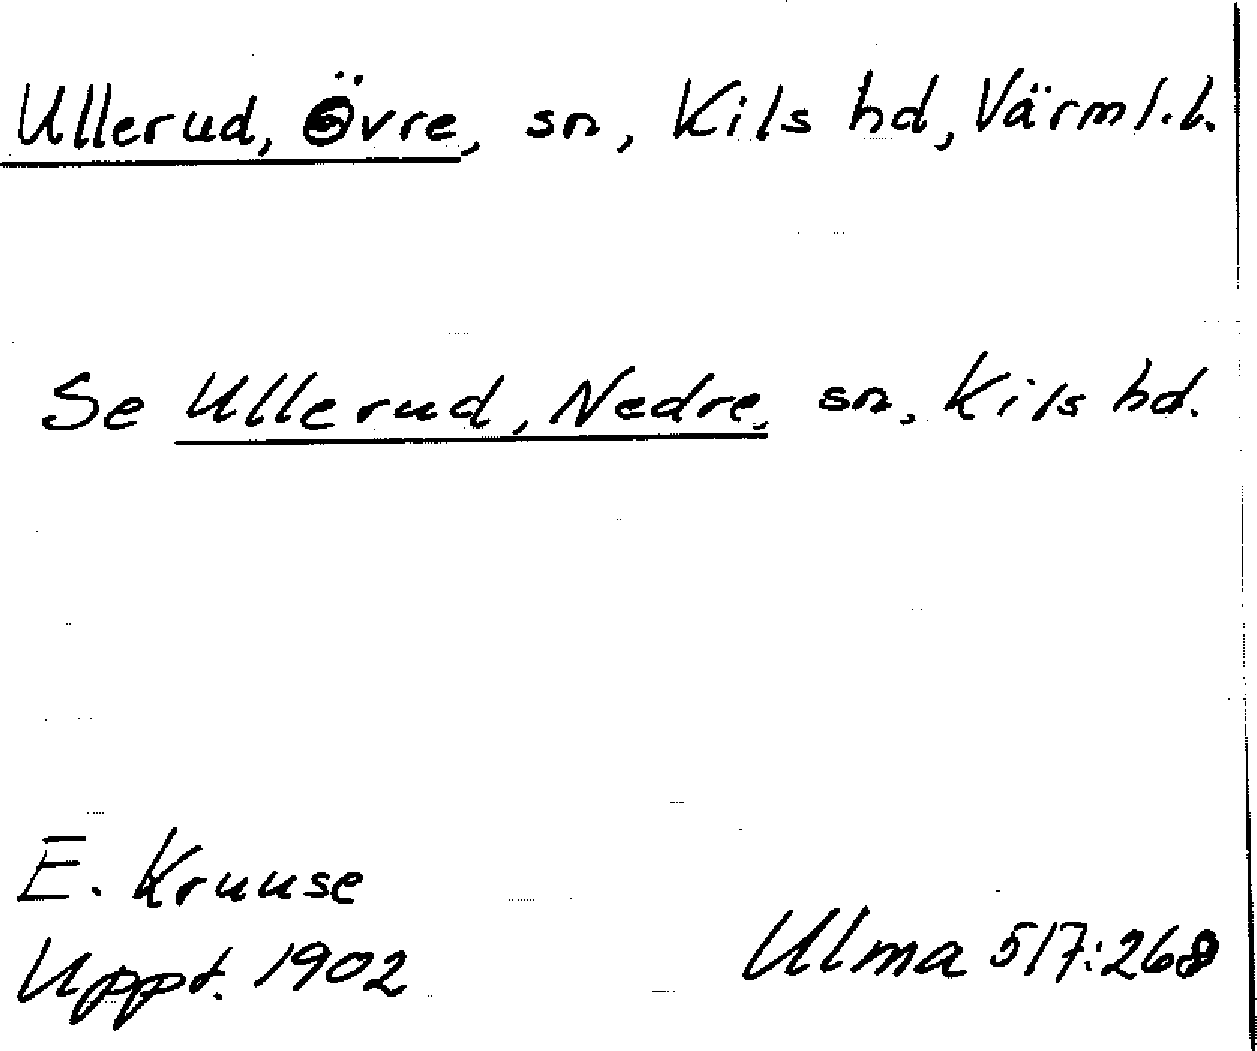 Ullerud, Övre, sn, Kils hd, Värml.l.
Se Ullerud, Nedre, sn, Kils hd.
E. Kruuse
Uppt. 1902
Ulma 517:268